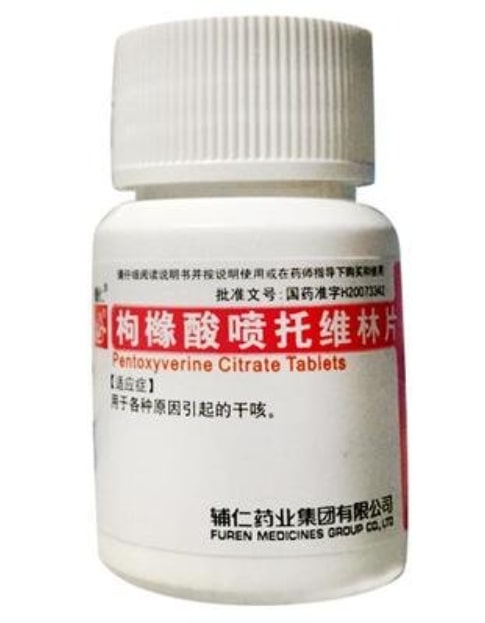 请仔细阅读说明书并按说明使用或在药师指导下购买和使用
批准文号:国药准字H20073342
枸橼酸喷托维林片
Pentoxyverine Citrate Tablets
【适应症】
用于各种原因引起的干咳。
辅仁药业集团有限公司
FUREN MEDICINES GROUP CO., LTD